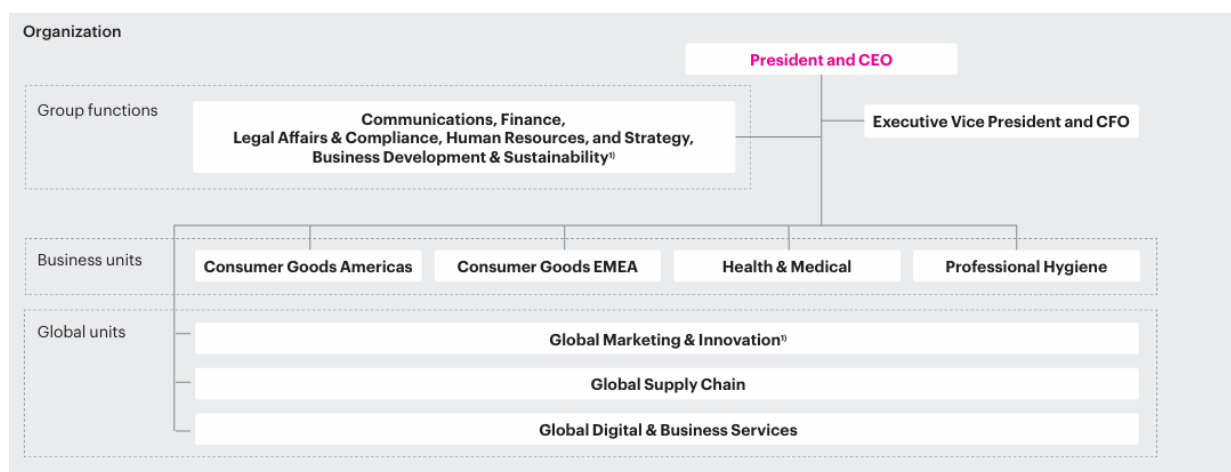 Organization
President and CEO
Group functions
Communications, Finance,
Legal Affairs & Compliance, Human Resources, and Strategy,
Business Development & Sustainability¹⁾
Executive Vice President and CFO
Business units
Consumer Goods Americas
Consumer Goods EMEA
Health & Medical
Professional Hygiene
Global units
Global Marketing & Innovation¹⁾
Global Supply Chain
Global Digital & Business Services